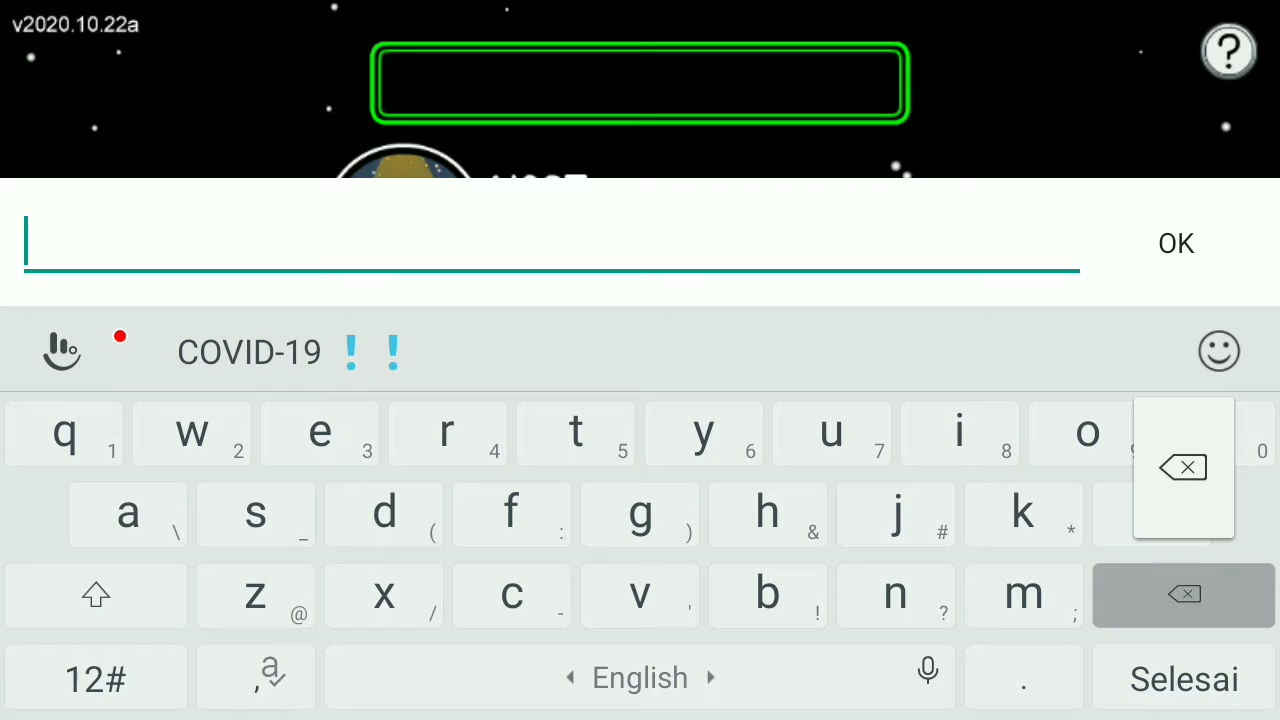 v2020.10.22a
?
OK
COVID-19 ❗❗
q 1 w 2 e 3 r 4 t 5 y 6 u 7 i 8 o 0
a \ s _ d ( f : g ) h & j # k *
z @ x / c - v ' b ! n ? m ;
12# , a English . Selesai